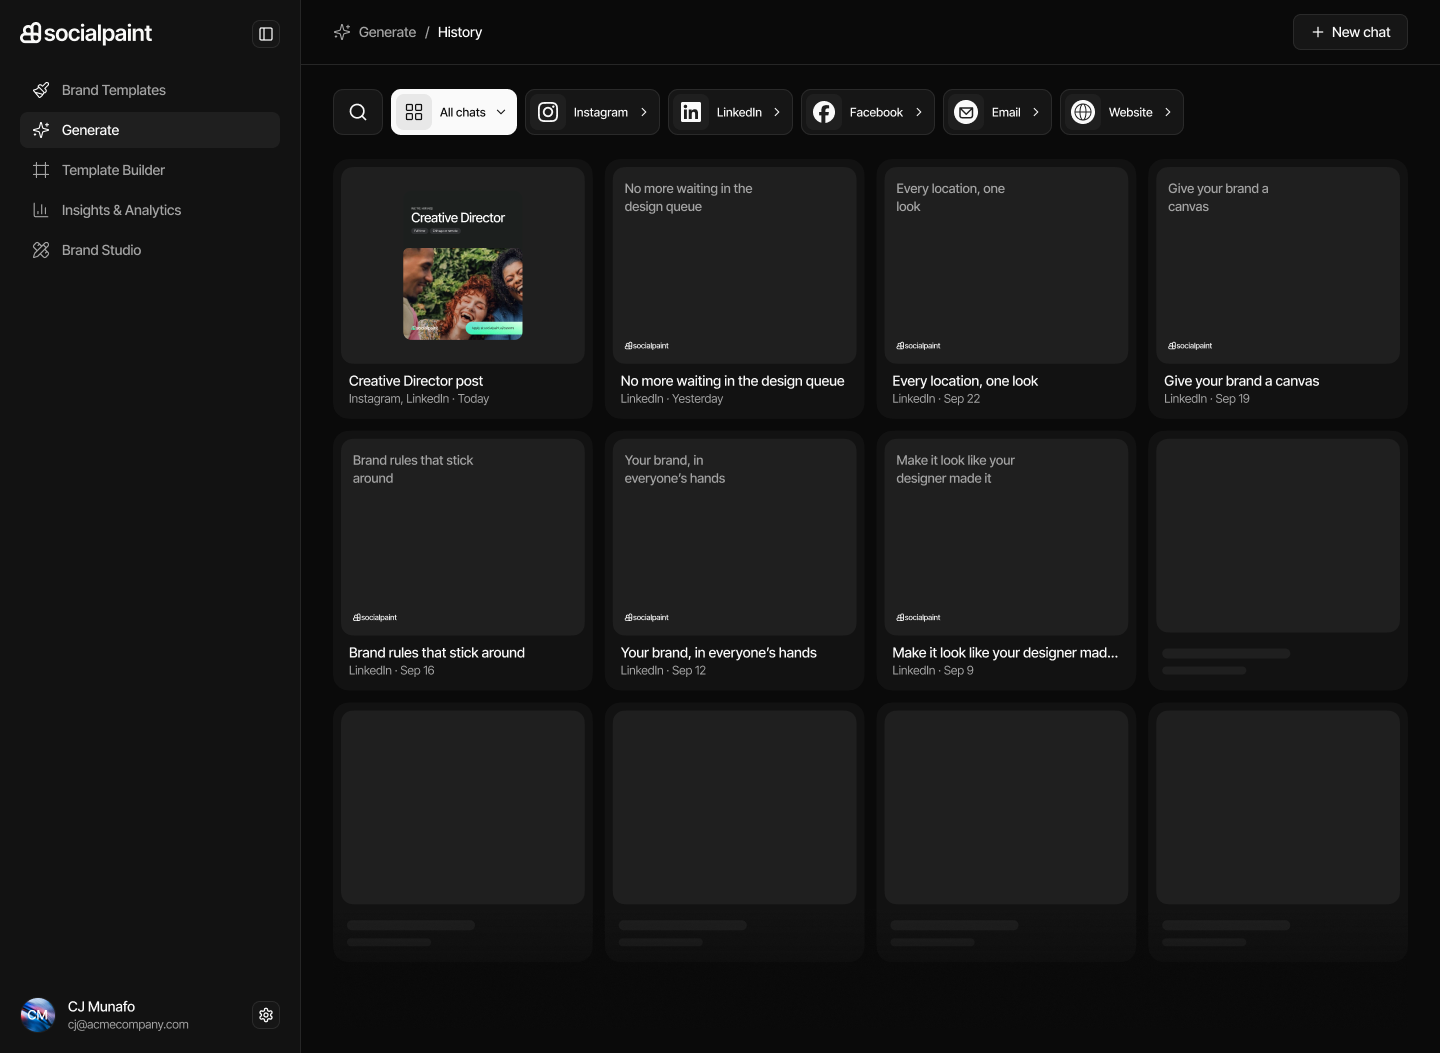 socialpaint
Brand Templates
Generate
Template Builder
Insights & Analytics
Brand Studio
CJ Munafo
CM
cj@acmecompany.com
Generate / History
New chat
All chats
Instagram
LinkedIn
Facebook
Email
Website
Creative Director
socialpaint
Creative Director post
Instagram, LinkedIn · Today
No more waiting in the
design queue
socialpaint
No more waiting in the design queue
LinkedIn · Yesterday
Every location, one
look
socialpaint
Every location, one look
LinkedIn · Sep 22
Give your brand a
canvas
socialpaint
Give your brand a canvas
LinkedIn · Sep 19
Brand rules that stick
around
socialpaint
Brand rules that stick around
LinkedIn · Sep 16
Your brand, in
everyone’s hands
socialpaint
Your brand, in everyone’s hands
LinkedIn · Sep 12
Make it look like your
designer made it
socialpaint
Make it look like your designer mad...
LinkedIn · Sep 9